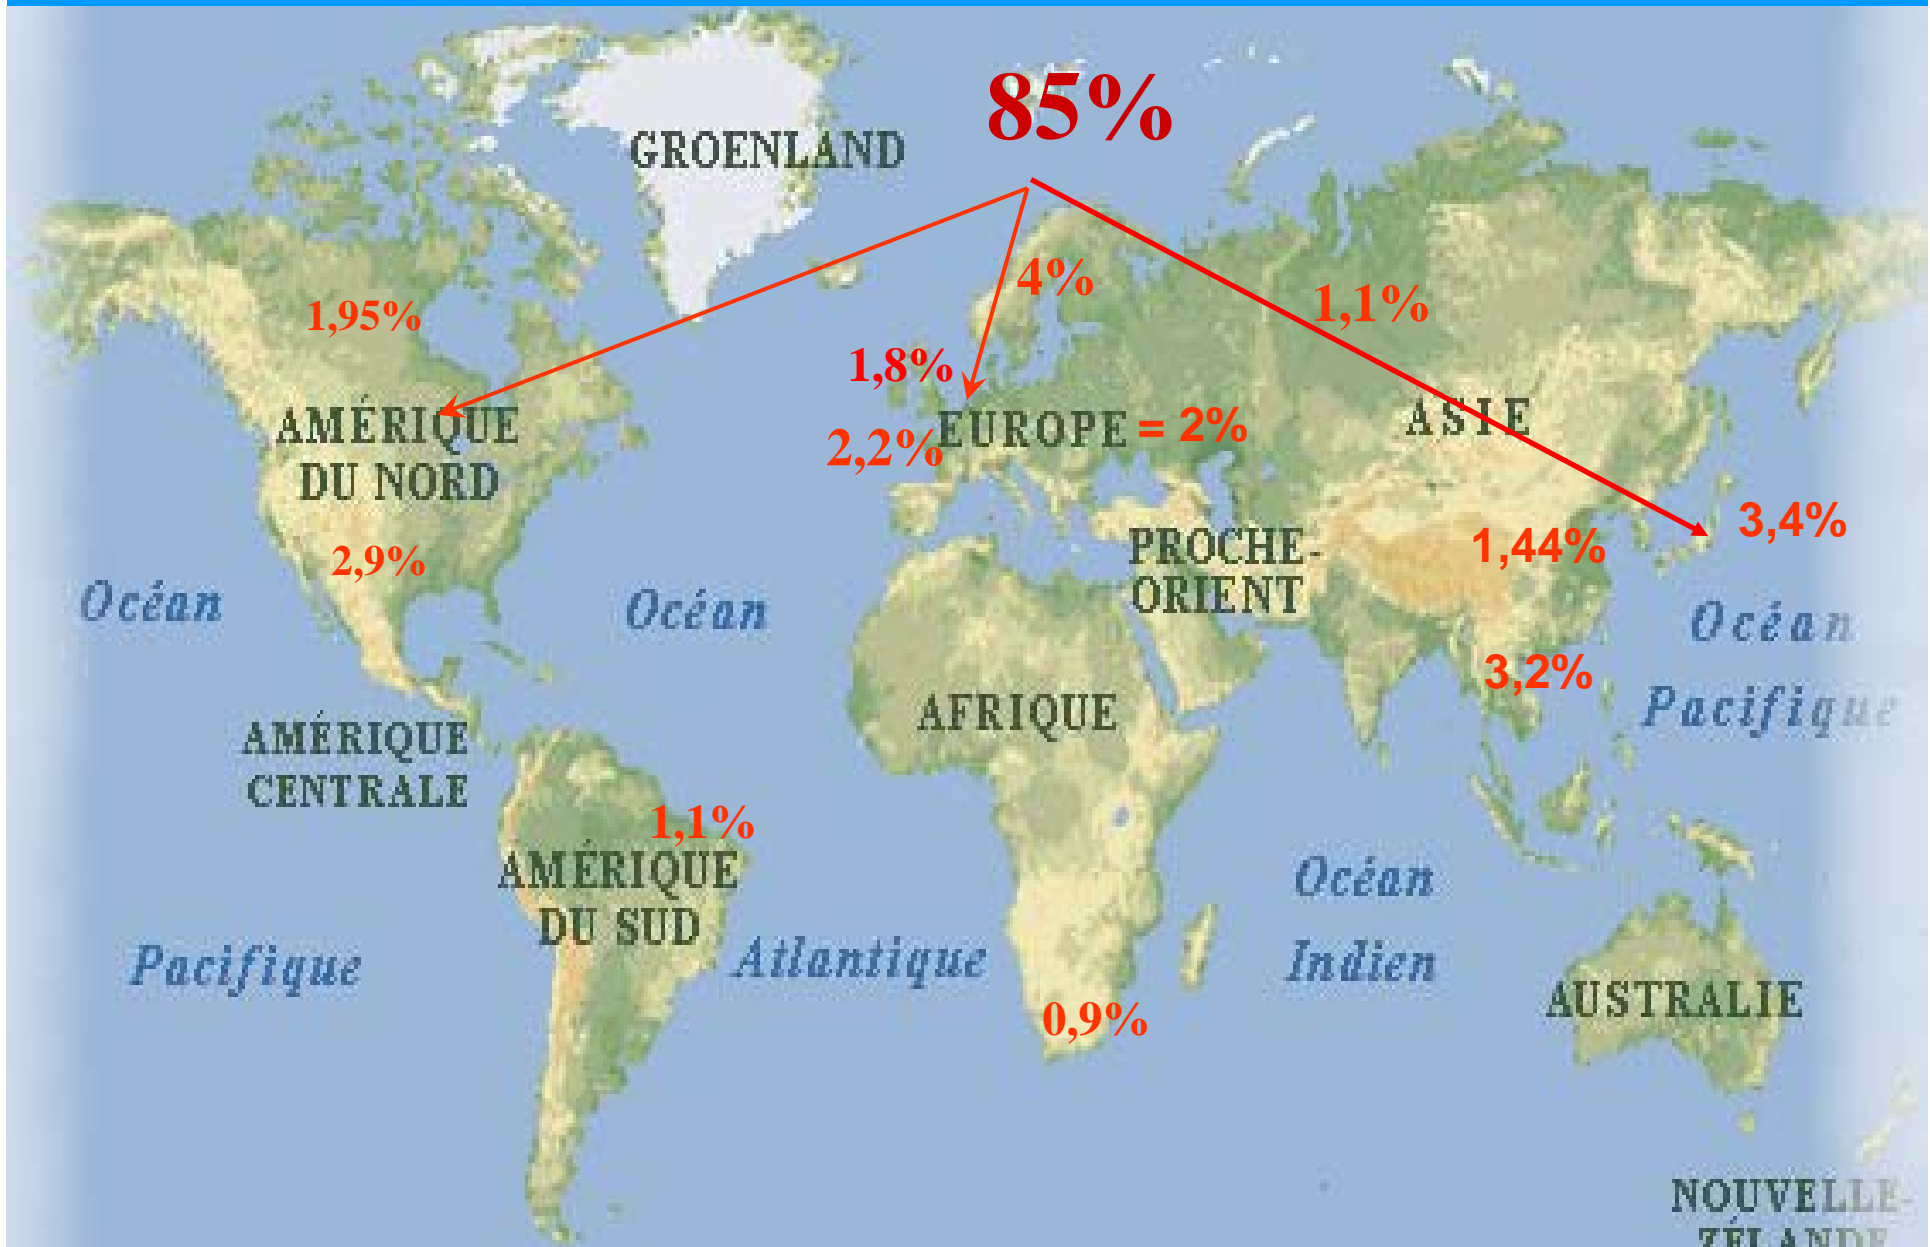 85%
GROENLAND
4%
1,1%
1,95%
1,8%
AMÉRIQUE
DU NORD
2,2%
EUROPE = 2%
ASIE
3,4%
1,44%
PROCHE-
ORIENT
2,9%
Océan
Océan
Océan
Pacifique
3,2%
AFRIQUE
AMÉRIQUE
CENTRALE
1,1%
AMÉRIQUE
DU SUD
Océan
Indien
Pacifique
Atlantique
0,9%
AUSTRALIE
NOUVELLE-
ZÉLANDE